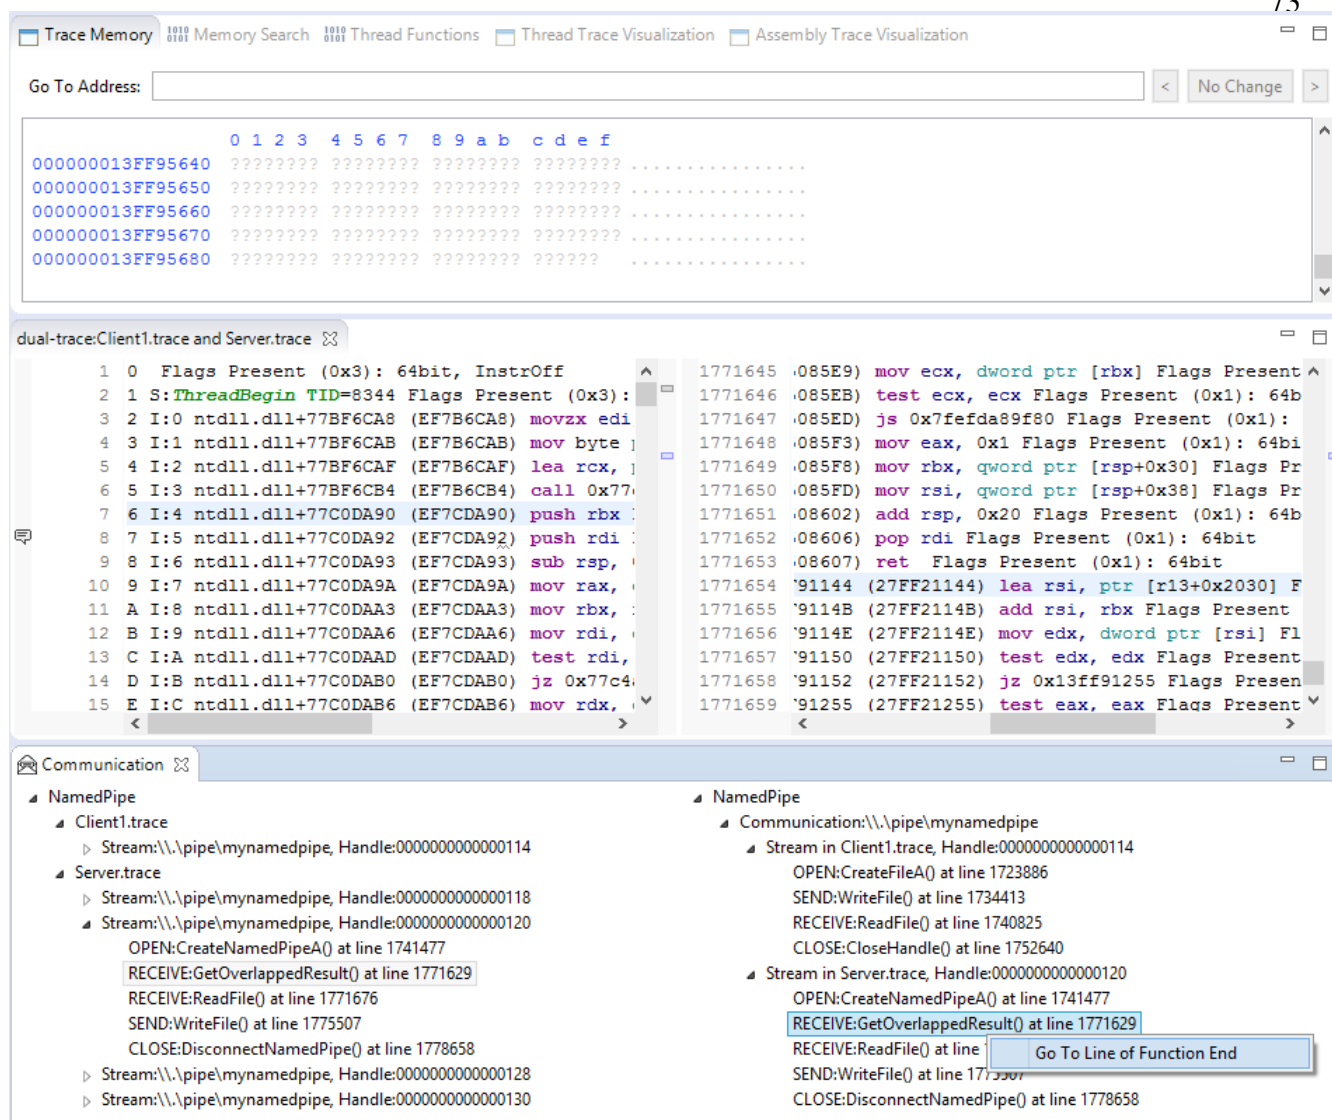 73
Trace Memory Memory Search Thread Functions Thread Trace Visualization Assembly Trace Visualization
Go To Address: < No Change >
0 1 2 3 4 5 6 7 8 9 a b c d e f
000000013FF95640 ???????? ???????? ???????? ???????? ................
000000013FF95650 ???????? ???????? ???????? ???????? ................
000000013FF95660 ???????? ???????? ???????? ???????? ................
000000013FF95670 ???????? ???????? ???????? ???????? ................
000000013FF95680 ???????? ???????? ???????? ?????? ................
dual-trace:Client1.trace and Server.trace
1 0 Flags Present (0x3): 64bit, InstrOff
2 1 S:ThreadBegin TID=8344 Flags Present (0x3):
3 2 I:0 ntdll.dll+77BF6CA8 (EF7B6CA8) movzx edi
4 3 I:1 ntdll.dll+77BF6CAB (EF7B6CAB) mov byte
5 4 I:2 ntdll.dll+77BF6CAF (EF7B6CAF) lea rcx,
6 5 I:3 ntdll.dll+77BF6CB4 (EF7B6CB4) call 0x77
7 6 I:4 ntdll.dll+77C0DA90 (EF7CDA90) push rbx
8 7 I:5 ntdll.dll+77C0DA92 (EF7CDA92) push rdi
9 8 I:6 ntdll.dll+77C0DA93 (EF7CDA93) sub rsp,
10 9 I:7 ntdll.dll+77C0DA9A (EF7CDA9A) mov rax,
11 A I:8 ntdll.dll+77C0DAA3 (EF7CDAA3) mov rbx,
12 B I:9 ntdll.dll+77C0DAA6 (EF7CDAA6) mov rdi,
13 C I:A ntdll.dll+77C0DAAD (EF7CDAAD) test rdi,
14 D I:B ntdll.dll+77C0DAB0 (EF7CDAB0) jz 0x77c4
15 E I:C ntdll.dll+77C0DAB6 (EF7CDAB6) mov rdx,
1771645 085E9) mov ecx, dword ptr [rbx] Flags Present
1771646 085EB) test ecx, ecx Flags Present (0x1): 64b
1771647 085ED) js 0x7fefda89f80 Flags Present (0x1):
1771648 085F3) mov eax, 0x1 Flags Present (0x1): 64bi
1771649 085F8) mov rbx, qword ptr [rsp+0x30] Flags Pr
1771650 085FD) mov rsi, qword ptr [rsp+0x38] Flags Pr
1771651 08602) add rsp, 0x20 Flags Present (0x1): 64b
1771652 08606) pop rdi Flags Present (0x1): 64bit
1771653 08607) ret Flags Present (0x1): 64bit
1771654 91144 (27FF21144) lea rsi, ptr [r13+0x2030] F
1771655 9114B (27FF2114B) add rsi, rbx Flags Present
1771656 9114E (27FF2114E) mov edx, dword ptr [rsi] Fl
1771657 91150 (27FF21150) test edx, edx Flags Present
1771658 91152 (27FF21152) jz 0x13ff91255 Flags Presen
1771659 91255 (27FF21255) test eax, eax Flags Present
Communication
NamedPipe
Client1.trace
Stream:\\.\pipe\mynamedpipe, Handle:0000000000000114
Server.trace
Stream:\\.\pipe\mynamedpipe, Handle:0000000000000118
Stream:\\.\pipe\mynamedpipe, Handle:0000000000000120
OPEN:CreateNamedPipeA() at line 1741477
RECEIVE:GetOverlappedResult() at line 1771629
RECEIVE:ReadFile() at line 1771676
SEND:WriteFile() at line 1775507
CLOSE:DisconnectNamedPipe() at line 1778658
Stream:\\.\pipe\mynamedpipe, Handle:0000000000000128
Stream:\\.\pipe\mynamedpipe, Handle:0000000000000130
NamedPipe
Communication:\\.\pipe\mynamedpipe
Stream in Client1.trace, Handle:0000000000000114
OPEN:CreateFileA() at line 1723886
SEND:WriteFile() at line 1734413
RECEIVE:ReadFile() at line 1740825
CLOSE:CloseHandle() at line 1752640
Stream in Server.trace, Handle:0000000000000120
OPEN:CreateNamedPipeA() at line 1741477
RECEIVE:GetOverlappedResult() at line 1771629
RECEIVE:ReadFile() at line
Go To Line of Function End
SEND:WriteFile() at line 1775507
CLOSE:DisconnectNamedPipe() at line 1778658